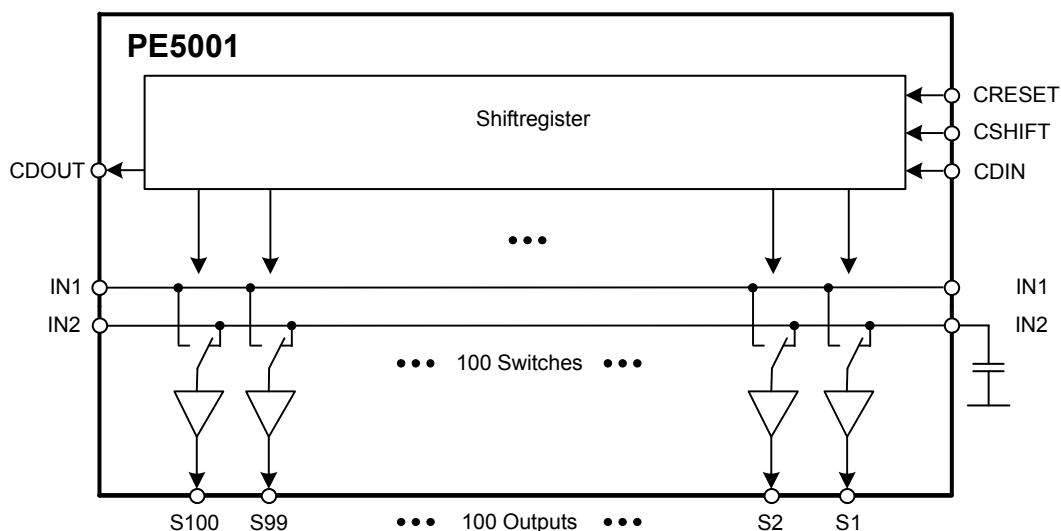 PE5001
CRESET
Shiftregister
CSHIFT
CDOUT
CDIN
•••
IN1
IN1
IN2
IN2
••• 100 Switches •••
S100 S99 ••• 100 Outputs ••• S2 S1